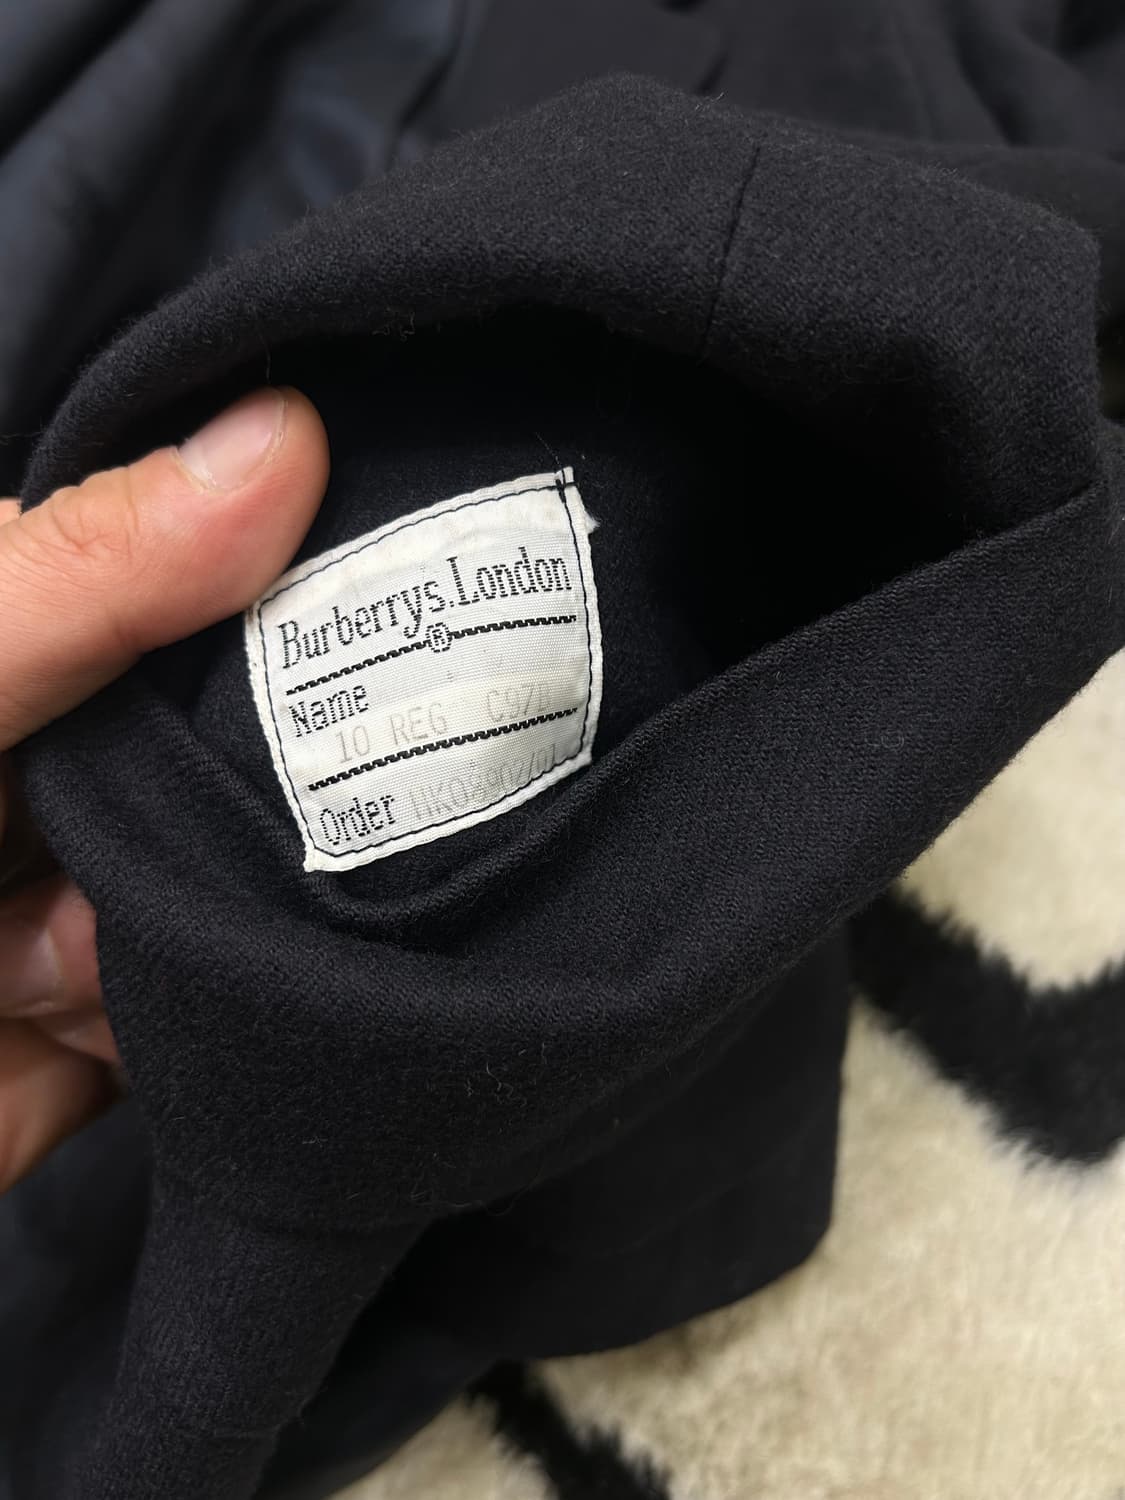 Burberrys.London
®
Name
10 REG
Order